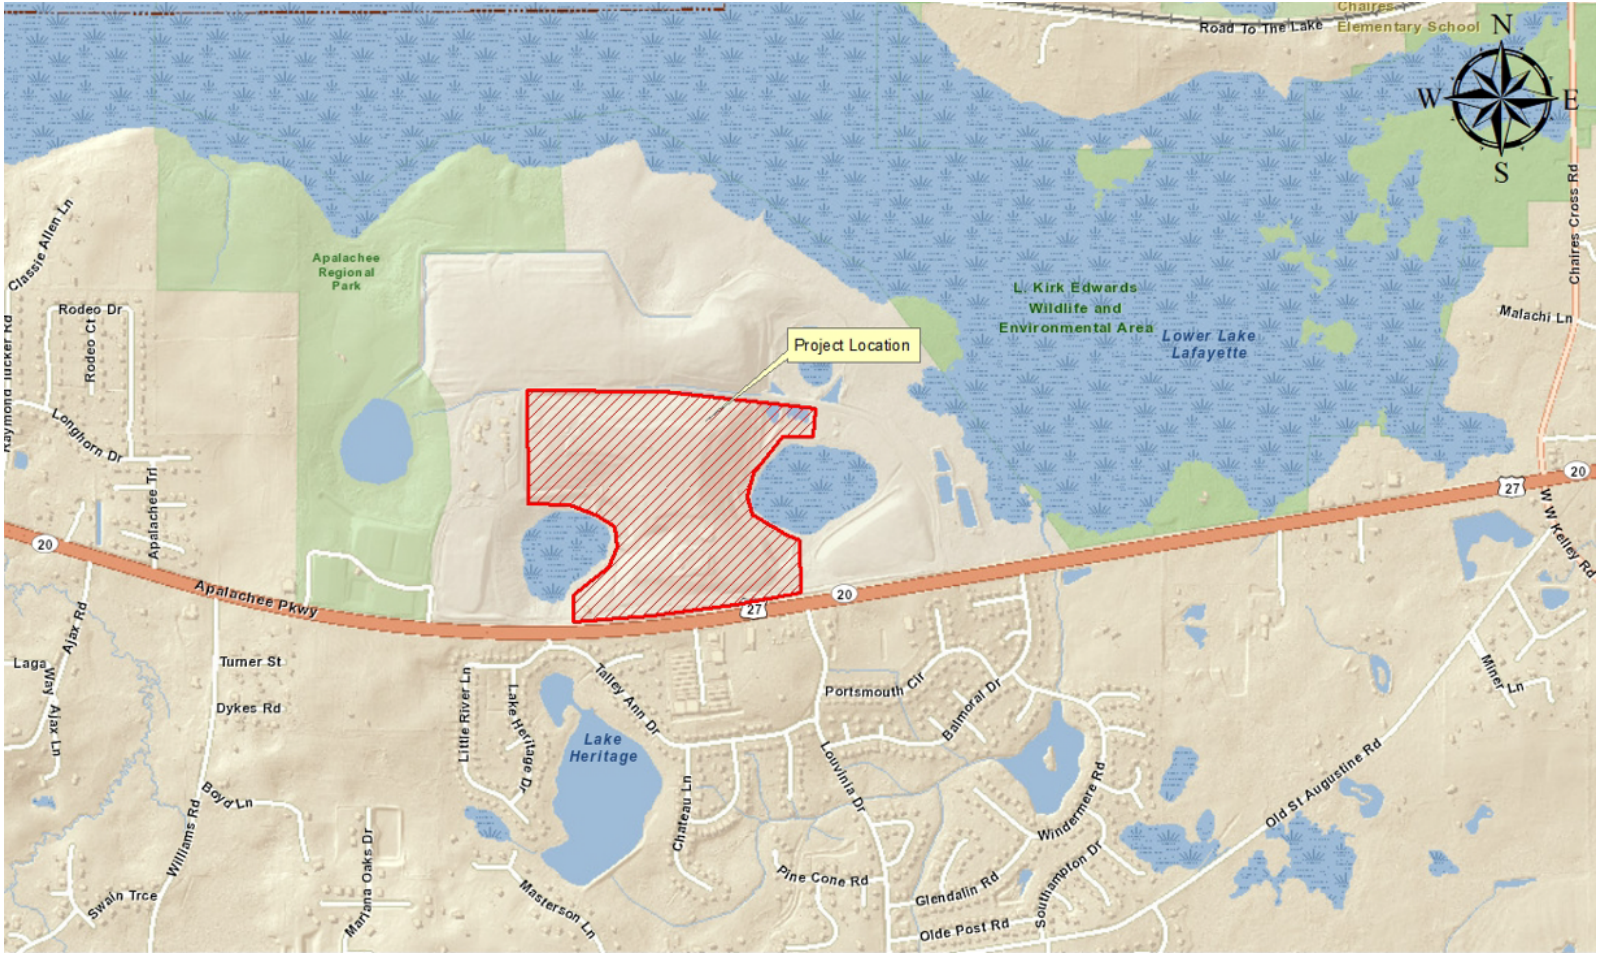 Chaires
Elementary School
Road To The Lake
N
W
E
S
Chaires Cross Rd
Classie Allen Ln
Apalachee
Regional
Park
L. Kirk Edwards
Wildlife and
Environmental Area
Lower Lake
Lafayette
Malachi Ln
Rodeo Dr
Rodeo Ct
Raymond Tucker Rd
Project Location
Longhorn Dr
Apalachee Trl
20
27
20
W W Kelley Rd
Apalachee Pkwy
20
27
Ajax Rd
Laga Way
Ajax Ln
Turner St
Dykes Rd
Little River Ln
Lake Heritage Dr
Talley Ann Dr
Portsmouth Cir
Balmoral Dr
Miner Ln
Lake
Heritage
Louvinia Dr
Chateau Ln
Windermere Rd
Old St Augustine Rd
Boyd Ln
Williams Rd
Mariana Oaks Dr
Swain Trce
Masterson Ln
Pine Cone Rd
Glendalin Rd
Southampton Dr
Olde Post Rd